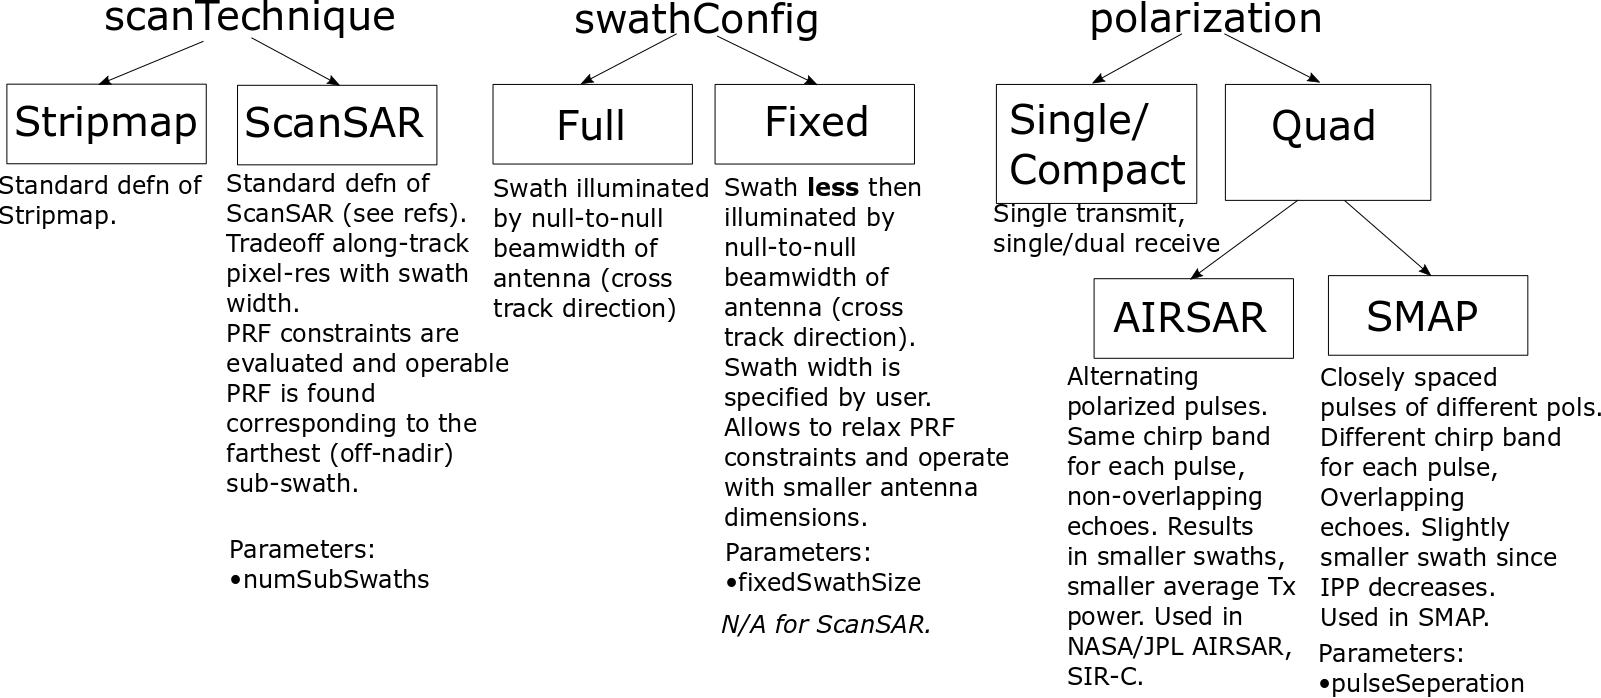 scanTechnique
Stripmap
Standard defn of
Stripmap.
ScanSAR
Standard defn of
ScanSAR (see refs).
Tradeoff along-track
pixel-res with swath
width.
PRF constraints are
evaluated and operable
PRF is found
corresponding to the
farthest (off-nadir)
sub-swath.
Parameters:
•numSubSwaths
swathConfig
Full
Swath illuminated
by null-to-null
beamwidth of
antenna (cross
track direction)
Fixed
Swath less then
illuminated by
null-to-null
beamwidth of
antenna (cross
track direction).
Swath width is
specified by user.
Allows to relax PRF
constraints and operate
with smaller antenna
dimensions.
Parameters:
•fixedSwathSize
N/A for ScanSAR.
polarization
Single/
Compact
Single transmit,
single/dual receive
Quad
AIRSAR
Alternating
polarized pulses.
Same chirp band
for each pulse,
non-overlapping
echoes. Results
in smaller swaths,
smaller average Tx
power. Used in
NASA/JPL AIRSAR,
SIR-C.
SMAP
Closely spaced
pulses of different pols.
Different chirp band
for each pulse,
Overlapping
echoes. Slightly
smaller swath since
IPP decreases.
Used in SMAP.
Parameters:
•pulseSeperation